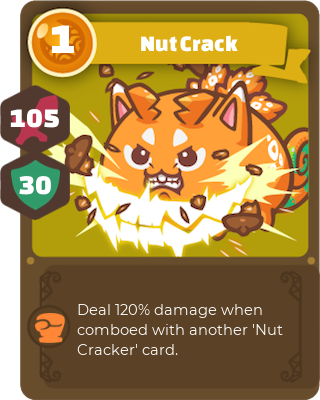 1
Nut Crack
105
30
Deal 120% damage when
comboed with another 'Nut
Cracker' card.